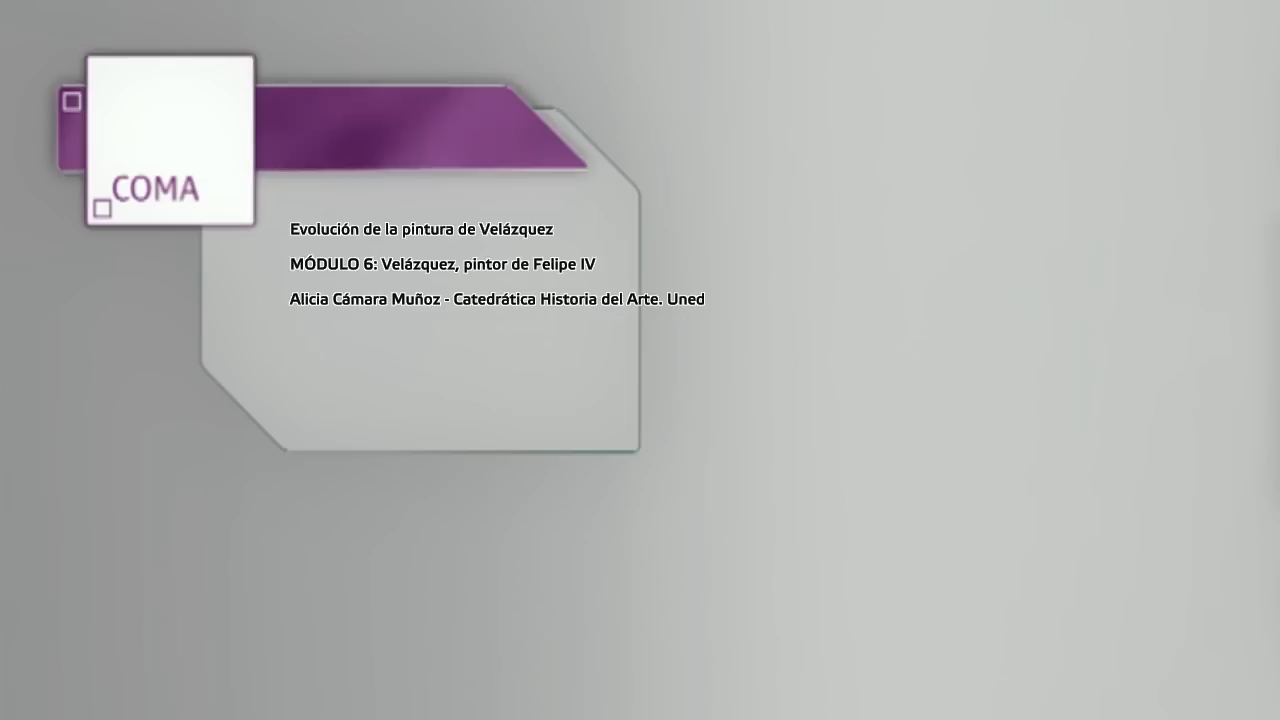 COMA
Evolución de la pintura de Velázquez
MÓDULO 6: Velázquez, pintor de Felipe IV
Alicia Cámara Muñoz - Catedrática Historia del Arte. Uned